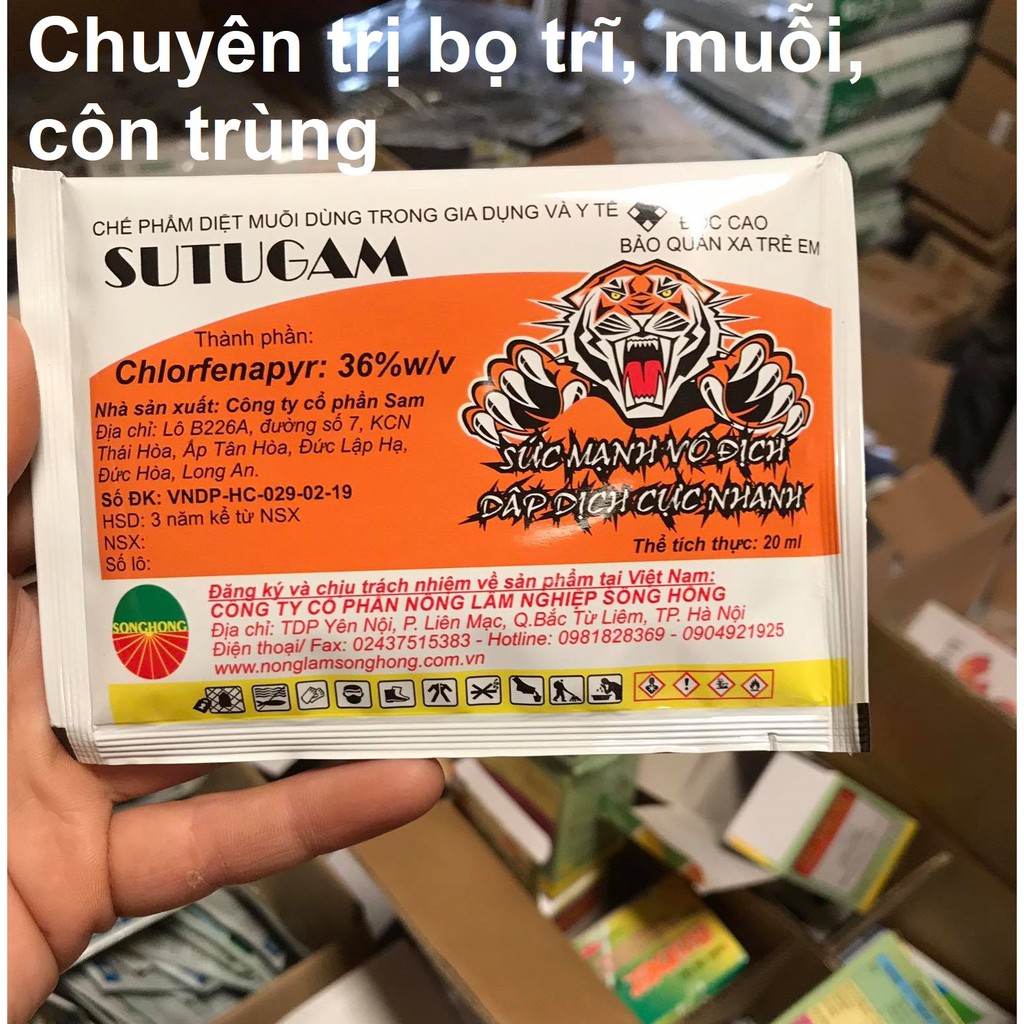 Chuyên trị bọ trĩ, muỗi,
côn trùng
CHẾ PHẨM DIỆT MUỖI DÙNG TRONG GIA DỤNG VÀ Y TẾ
ĐỘC CAO
BẢO QUẢN XA TRẺ EM
SUTUGAM
Thành phần:
Chlorfenapyr: 36%w/v
Nhà sản xuất: Công ty cổ phần Sam
Địa chỉ: Lô B226A, đường số 7, KCN
Thái Hòa, Ấp Tân Hòa, Đức Lập Hạ,
Đức Hòa, Long An.
Số ĐK: VNDP-HC-029-02-19
HSD: 3 năm kể từ NSX
NSX:
Số lô:
SỨC MẠNH VÔ ĐỊCH
DẬP DỊCH CỰC NHANH
Thể tích thực: 20 ml
SONGHONG
Đăng ký và chịu trách nhiệm về sản phẩm tại Việt Nam:
CÔNG TY CỔ PHẦN NÔNG LÂM NGHIỆP SÔNG HỒNG
Địa chỉ: TDP Yên Nội, P. Liên Mạc, Q.Bắc Từ Liêm, TP. Hà Nội
Điện thoại/ Fax: 02437515383 - Hotline: 0981828369 - 0904921925
www.nonglamsonghong.com.vn